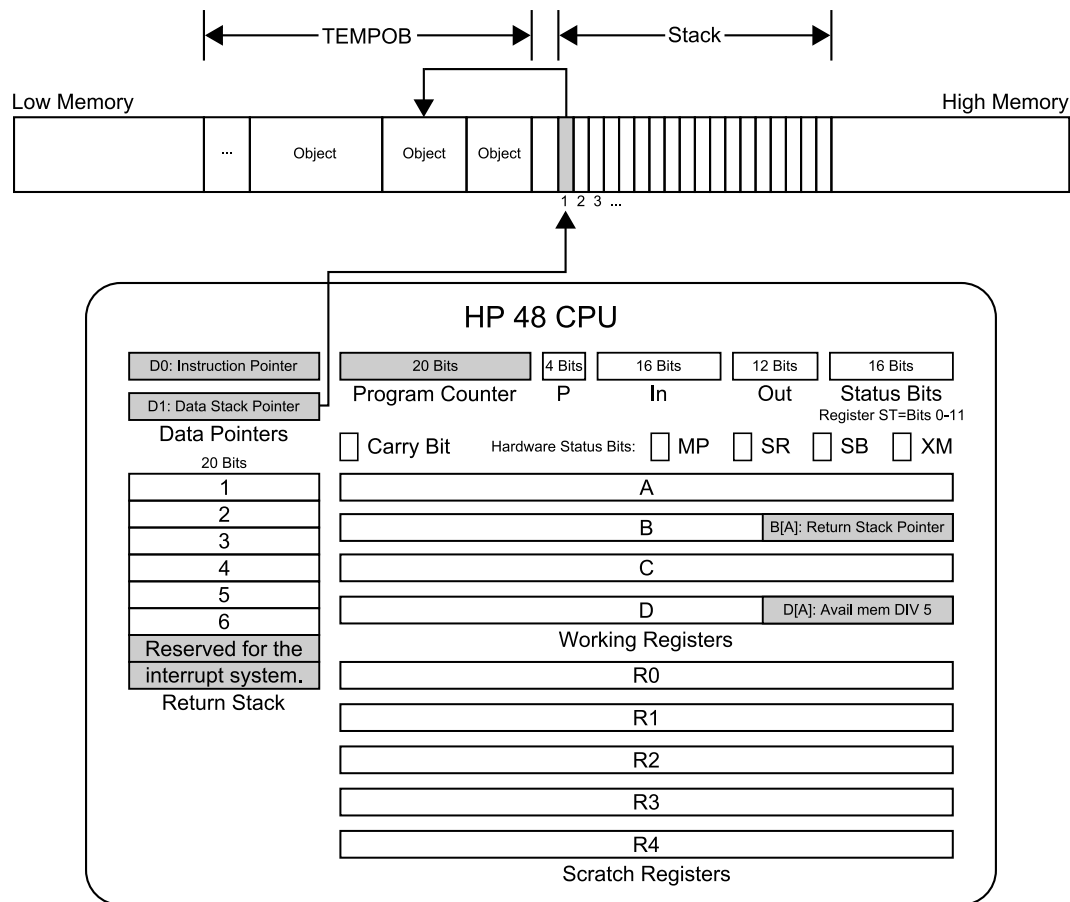 TEMPOB
Stack
Low Memory
High Memory
...
Object
Object
Object
1 2 3 ...
HP 48 CPU
D0: Instruction Pointer
D1: Data Stack Pointer
Data Pointers
20 Bits
Program Counter
4 Bits
P
16 Bits
In
12 Bits
Out
16 Bits
Status Bits
Register ST=Bits 0-11
Carry Bit
Hardware Status Bits:
MP
SR
SB
XM
20 Bits
1
2
3
4
5
6
Reserved for the
interrupt system.
Return Stack
A
B
B[A]: Return Stack Pointer
C
D
D[A]: Avail mem DIV 5
Working Registers
R0
R1
R2
R3
R4
Scratch Registers